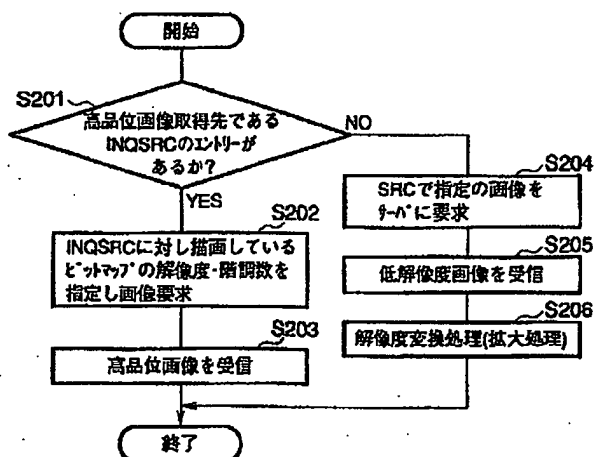 開始
S201
高品位画像取得先である
INQSRCのエントリーが
あるか?
NO
YES
S202
INQSRCに対し描画している
ビットマップの解像度・階調数を
指定し画像要求
S203
高品位画像を受信
S204
SRCで指定の画像を
サーバに要求
S205
低解像度画像を受信
S206
解像度変換処理(拡大処理)
終了